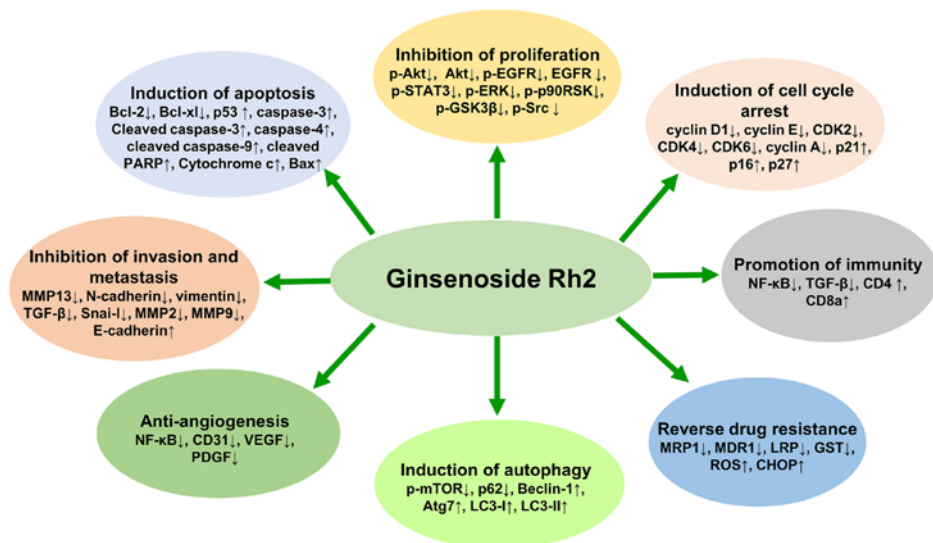 Inhibition of proliferation
p-Akt↓, Akt↓, p-EGFR↓, EGFR ↓,
p-STAT3↓, p-ERK↓, p-p90RSK↓,
p-GSK3β↓, p-Src ↓
Induction of apoptosis
Bcl-2↓, Bcl-xl↓, p53 ↑, caspase-3↑,
Cleaved caspase-3↑, caspase-4↑,
cleaved caspase-9↑, cleaved
PARP↑, Cytochrome c↑, Bax↑
Induction of cell cycle
arrest
cyclin D1↓, cyclin E↓, CDK2↓,
CDK4↓, CDK6↓, cyclin A↓, p21↑,
p16↑, p27↑
Inhibition of invasion and
metastasis
MMP13↓, N-cadherin↓, vimentin↓,
TGF-β↓, Snai-I↓, MMP2↓, MMP9↓,
E-cadherin↑
Ginsenoside Rh2
Promotion of immunity
NF-κB↓, TGF-β↓, CD4 ↑,
CD8a↑
Anti-angiogenesis
NF-κB↓, CD31↓, VEGF↓,
PDGF↓
Induction of autophagy
p-mTOR↓, p62↓, Beclin-1↑,
Atg7↑, LC3-I↑, LC3-II↑
Reverse drug resistance
MRP1↓, MDR1↓, LRP↓, GST↓,
ROS↑, CHOP↑